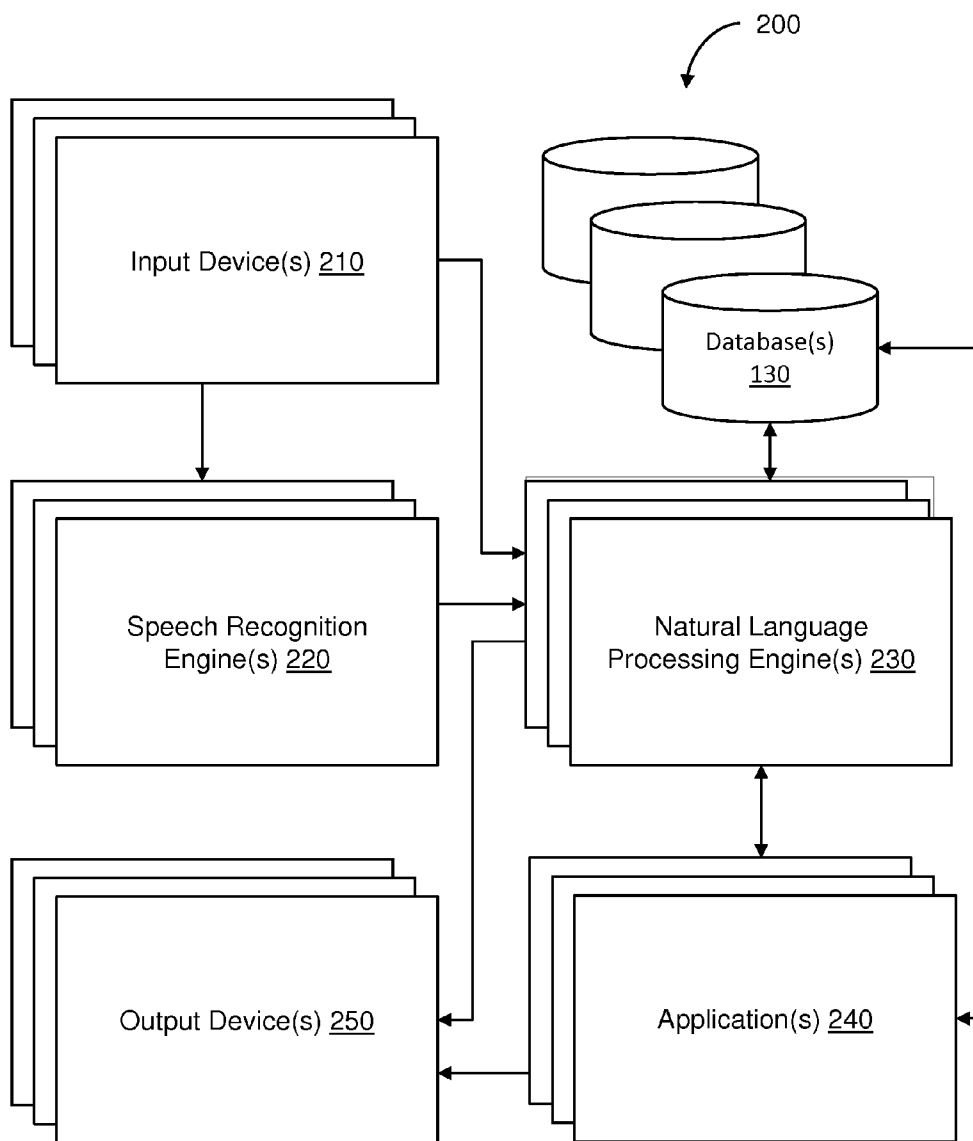 200
Input Device(s) 210
Database(s)
130
Speech Recognition
Engine(s) 220
Natural Language
Processing Engine(s) 230
Output Device(s) 250
Application(s) 240